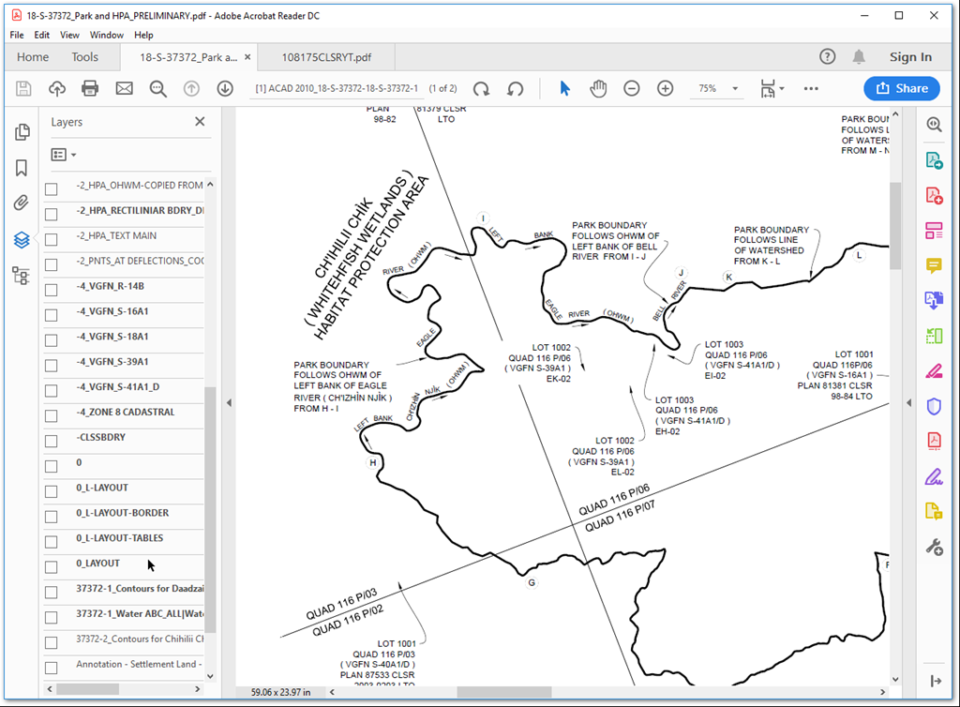 18-S-37372_Park and HPA_PRELIMINARY.pdf - Adobe Acrobat Reader DC
File Edit View Window Help
Home Tools 18-S-37372_Park a... × 108175CLSRYT.pdf Sign In
[1] ACAD 2010_18-S-37372-18-S-37372-1 (1 of 2) 75% Share
Layers
-2_HPA_OHWM-COPIED FROM
-2_HPA_RECTILINIAR BDRY_D
-2_HPA_TEXT MAIN
-2_PNTS_AT DEFLECTIONS_COO
-4_VGFN_R-14B
-4_VGFN_S-16A1
-4_VGFN_S-18A1
-4_VGFN_S-39A1
-4_VGFN_S-41A1_D
-4_ZONE 8 CADASTRAL
-CLSSBDRY
0
0_L-LAYOUT
0_L-LAYOUT-BORDER
0_L-LAYOUT-TABLES
0_LAYOUT
37372-1_Contours for Daadzai
37372-1_Water ABC_ALL|Wat
37372-2_Contours for Chihilii Ch
Annotation - Settlement Land -
PLAN 81379 CLSR
98-82 LTO
PARK BOUN
FOLLOWS L
OF WATERS
FROM M - N
CH'IHILII CHÌK
( WHITEHFISH WETLANDS )
HABITAT PROTECTION AREA
I
LEFT BANK
RIVER ( OHWM )
PARK BOUNDARY
FOLLOWS OHWM OF
LEFT BANK OF BELL
RIVER FROM I - J
PARK BOUNDARY
FOLLOWS LINE
OF WATERSHED
FROM K - L
L
J
K
BELL RIVER
EAGLE RIVER ( OHWM )
EAGLE
LOT 1002
QUAD 116 P/06
( VGFN S-39A1 )
EK-02
LOT 1003
QUAD 116 P/06
( VGFN S-41A1/D )
EI-02
LOT 1001
QUAD 116 P/06
( VGFN S-16A1 )
PLAN 81381 CLSR
98-84 LTO
PARK BOUNDARY
FOLLOWS OHWM OF
LEFT BANK OF EAGLE
RIVER ( CH'IZHÌN NJÌK )
FROM H - I
CH'IZHÌN NJÌK ( OHWM )
LEFT BANK
LOT 1003
QUAD 116 P/06
( VGFN S-41A1/D )
EH-02
LOT 1002
QUAD 116 P/06
( VGFN S-39A1 )
EL-02
H
QUAD 116 P/06
QUAD 116 P/07
G
QUAD 116 P/03
QUAD 116 P/02
LOT 1001
QUAD 116 P/03
( VGFN S-40A1/D )
PLAN 87533 CLSR
2003-0203 LTO
59.06 x 23.97 in